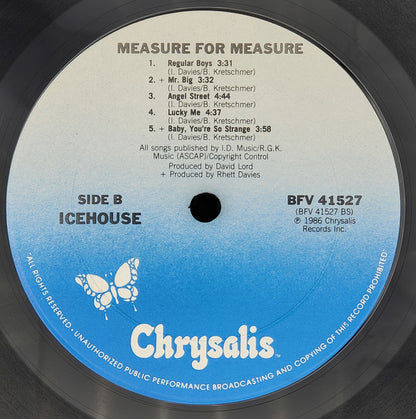 MEASURE FOR MEASURE
1. Regular Boys 3:31
(I. Davies/B. Kretschmer)
2. + Mr. Big 3:32
(I. Davies/B. Kretschmer)
3. Angel Street 4:44
(I. Davies/B. Kretschmer)
4. Lucky Me 4:37
(I. Davies/B. Kretschmer)
5. + Baby, You're So Strange 3:58
(I. Davies/B. Kretschmer)
All songs published by I.D. Music/R.G.K.
Music (ASCAP)/Copyright Control
Produced by David Lord
+ Produced by Rhett Davies
SIDE B
ICEHOUSE
BFV 41527
(BFV 41527 BS)
℗ 1986 Chrysalis
Records Inc.
Chrysalis™
·ALL RIGHTS RESERVED· UNAUTHORIZED PUBLIC PERFORMANCE BROADCASTING AND COPYING OF THIS RECORD PROHIBITED·